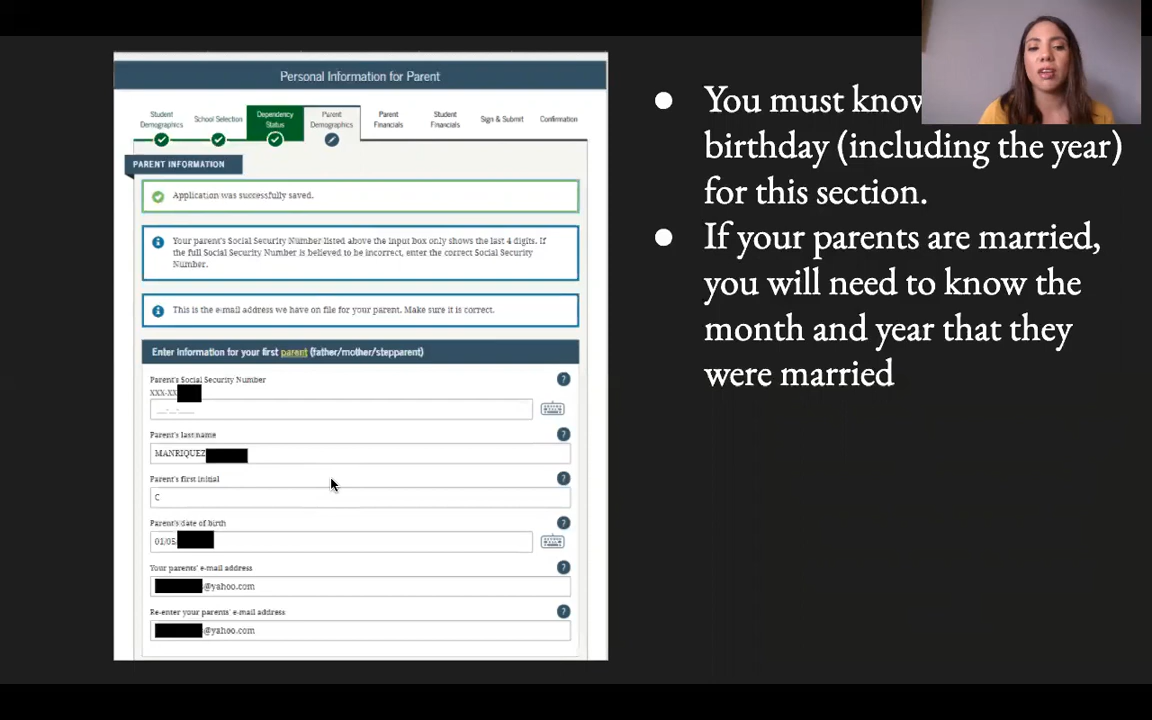 Personal Information for Parent
Student Demographics
School Selection
Dependency Status
Parent Demographics
Parent Financials
Student Financials
Sign & Submit
Confirmation
PARENT INFORMATION
Application was successfully saved.
Your parent's Social Security Number listed above the input box only shows the last 4 digits. If
the full Social Security Number is believed to be incorrect, enter the correct Social Security
Number.
This is the e-mail address we have on file for your parent. Make sure it is correct.
Enter information for your first parent (father/mother/stepparent)
Parent's Social Security Number
XXX-XX
__-_-____
Parent's last name
MANRIQUEZ
Parent's first initial
C
Parent's date of birth
01/05/
Your parents' e-mail address
@yahoo.com
Re-enter your parents' e-mail address
@yahoo.com
You must know
birthday (including the year)
for this section.
If your parents are married,
you will need to know the
month and year that they
were married